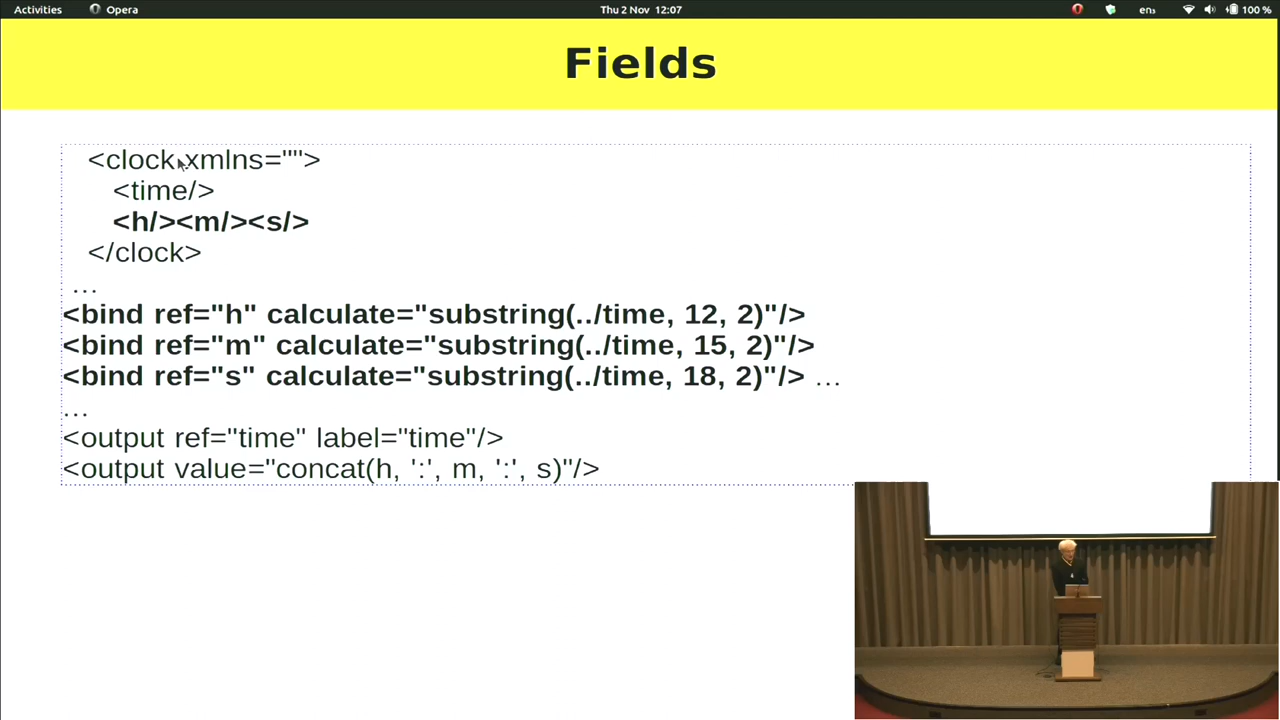 Activities Opera Thu 2 Nov 12:07 en₃ 100 %
Fields
<clock xmlns="">
<time/>
<h/><m/><s/>
</clock>
…
<bind ref="h" calculate="substring(../time, 12, 2)"/>
<bind ref="m" calculate="substring(../time, 15, 2)"/>
<bind ref="s" calculate="substring(../time, 18, 2)"/> …
…
<output ref="time" label="time"/>
<output value="concat(h, ':', m, ':', s)"/>